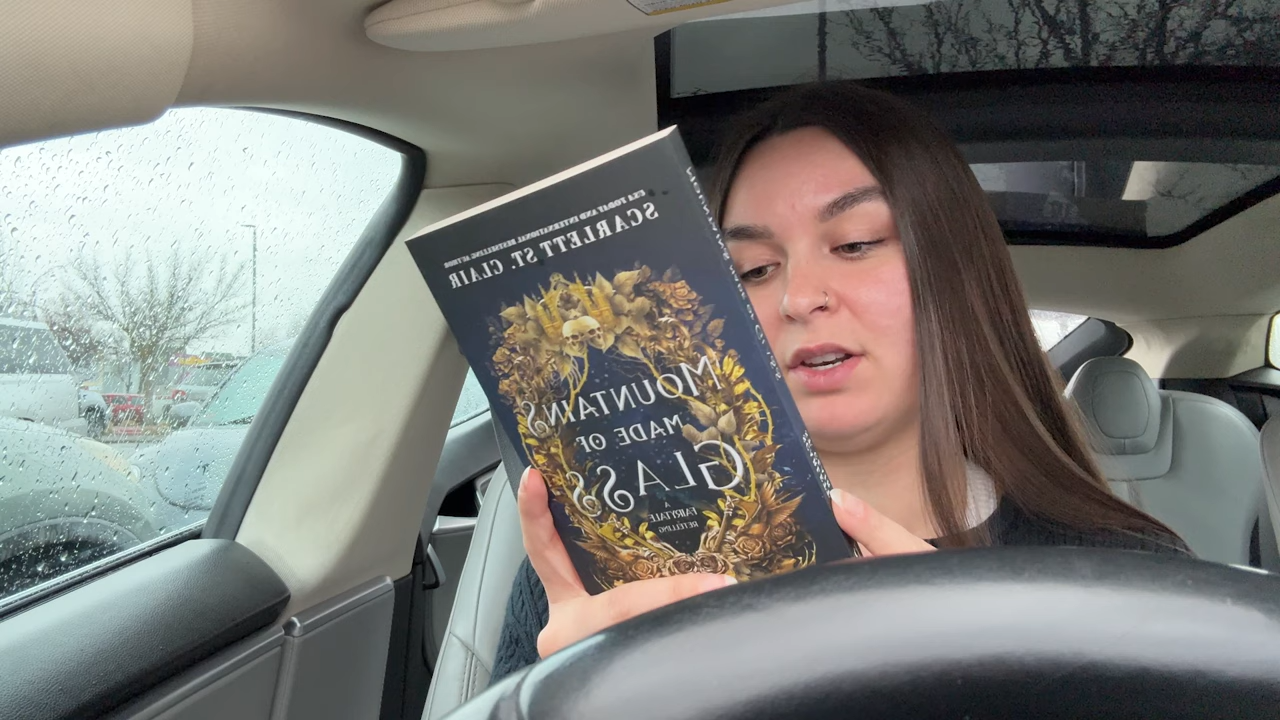 USA TODAY AND INTERNATIONAL BESTSELLING AUTHOR
SCARLETT ST. CLAIR
MOUNTAINS
MADE OF
GLASS
A
FAIRYTALE
RETELLING